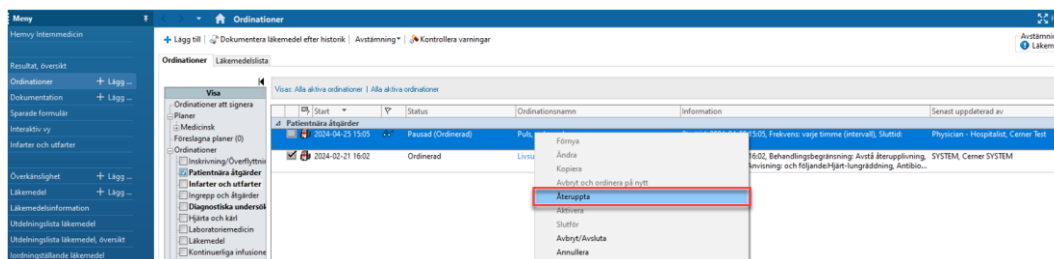 Meny
Ordinationer
Hemvy Internmedicin
Resultat, översikt
Ordinationer + Lägg ...
Dokumentation + Lägg ...
Sparade formulär
Interaktiv vy
Infarter och utfarter
Överkänslighet + Lägg ...
Läkemedel + Lägg ...
Läkemedelsinformation
Utdelningslista läkemedel
Utdelningslista läkemedel, översikt
Iordningställande läkemedel
+ Lägg till Dokumentera läkemedel efter historik Avstämning Kontrollera varningar
Avstämnin
Läkem
Ordinationer Läkemedelslista
Visa
Ordinationer att signera
Planer
Medicinsk
Föreslagna planer (0)
Ordinationer
Inskrivning/Överflyttnin
Patientnära åtgärder
Infarter och utfarter
Ingrepp och åtgärder
Diagnostiska undersök
Hjärta och kärl
Laboratoriemedicin
Läkemedel
Kontinuerliga infusione
Visas: Alla aktiva ordinationer | Alla aktiva ordinationer
Start Status Ordinationsnamn Information Senast uppdaterad av
Patientnära åtgärder
2024-04-25 15:05 Pausad (Ordinerad) Puls, 15:05, Frekvens: varje timme (intervall), Sluttid: Physician - Hospitalist, Cerner Test
2024-02-21 16:02 Ordinerad Livsu 16:02, Behandlingsbegränsning: Avstå återupplivning, SYSTEM, Cerner SYSTEM
Anvisning: och följande:Hjärt-lungräddning, Antibio...
Förnya
Ändra
Kopiera
Avbryt och ordinera på nytt
Återuppta
Aktivera
Slutför
Avbryt/Avsluta
Annullera